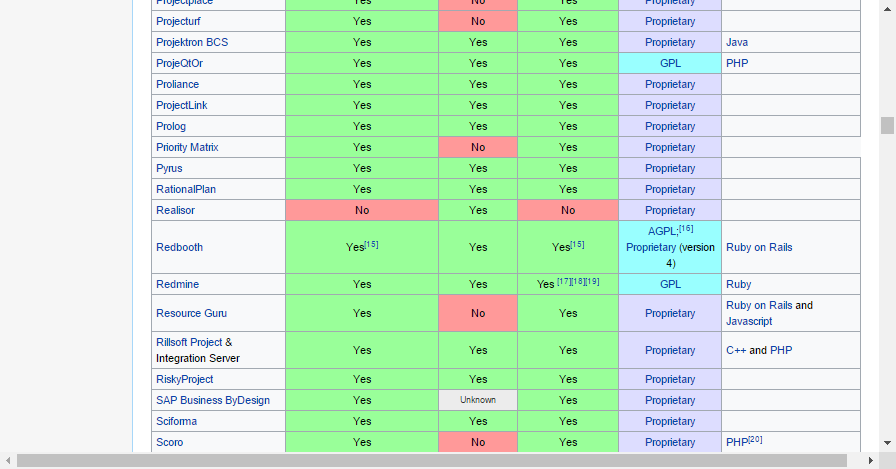 Projectplace Yes No Yes Proprietary
Projecturf Yes No Yes Proprietary
Projektron BCS Yes Yes Yes Proprietary Java
ProjeQtOr Yes Yes Yes GPL PHP
Proliance Yes Yes Yes Proprietary
ProjectLink Yes Yes Yes Proprietary
Prolog Yes Yes Yes Proprietary
Priority Matrix Yes No Yes Proprietary
Pyrus Yes Yes Yes Proprietary
RationalPlan Yes Yes Yes Proprietary
Realisor No Yes No Proprietary
Redbooth Yes[15] Yes Yes[15] AGPL;[16]
Proprietary (version
4) Ruby on Rails
Redmine Yes Yes Yes [17][18][19] GPL Ruby
Resource Guru Yes No Yes Proprietary Ruby on Rails and
Javascript
Rillsoft Project &
Integration Server Yes Yes Yes Proprietary C++ and PHP
RiskyProject Yes Yes Yes Proprietary
SAP Business ByDesign Yes Unknown Yes Proprietary
Sciforma Yes Yes Yes Proprietary
Scoro Yes No Yes Proprietary PHP[20]